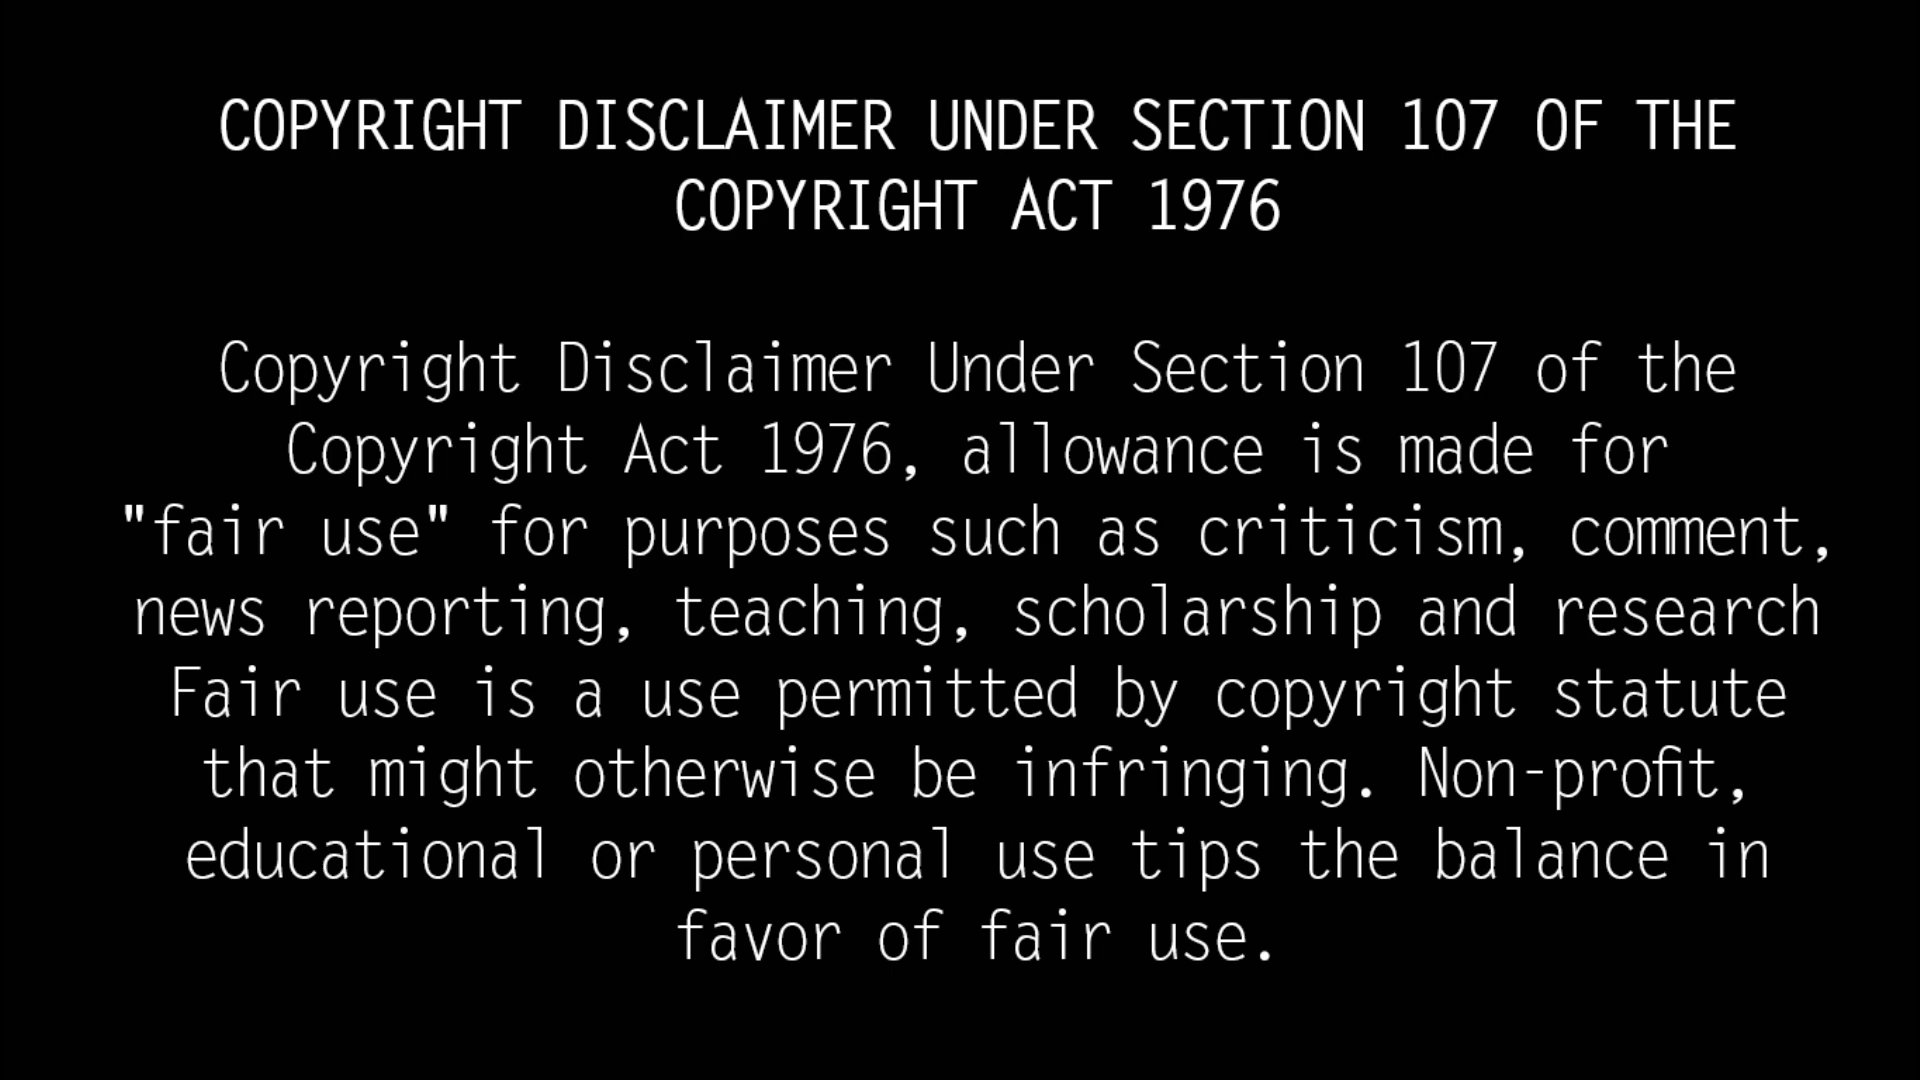 COPYRIGHT DISCLAIMER UNDER SECTION 107 OF THE
COPYRIGHT ACT 1976
Copyright Disclaimer Under Section 107 of the
Copyright Act 1976, allowance is made for
"fair use" for purposes such as criticism, comment,
news reporting, teaching, scholarship and research
Fair use is a use permitted by copyright statute
that might otherwise be infringing. Non-profit,
educational or personal use tips the balance in
favor of fair use.